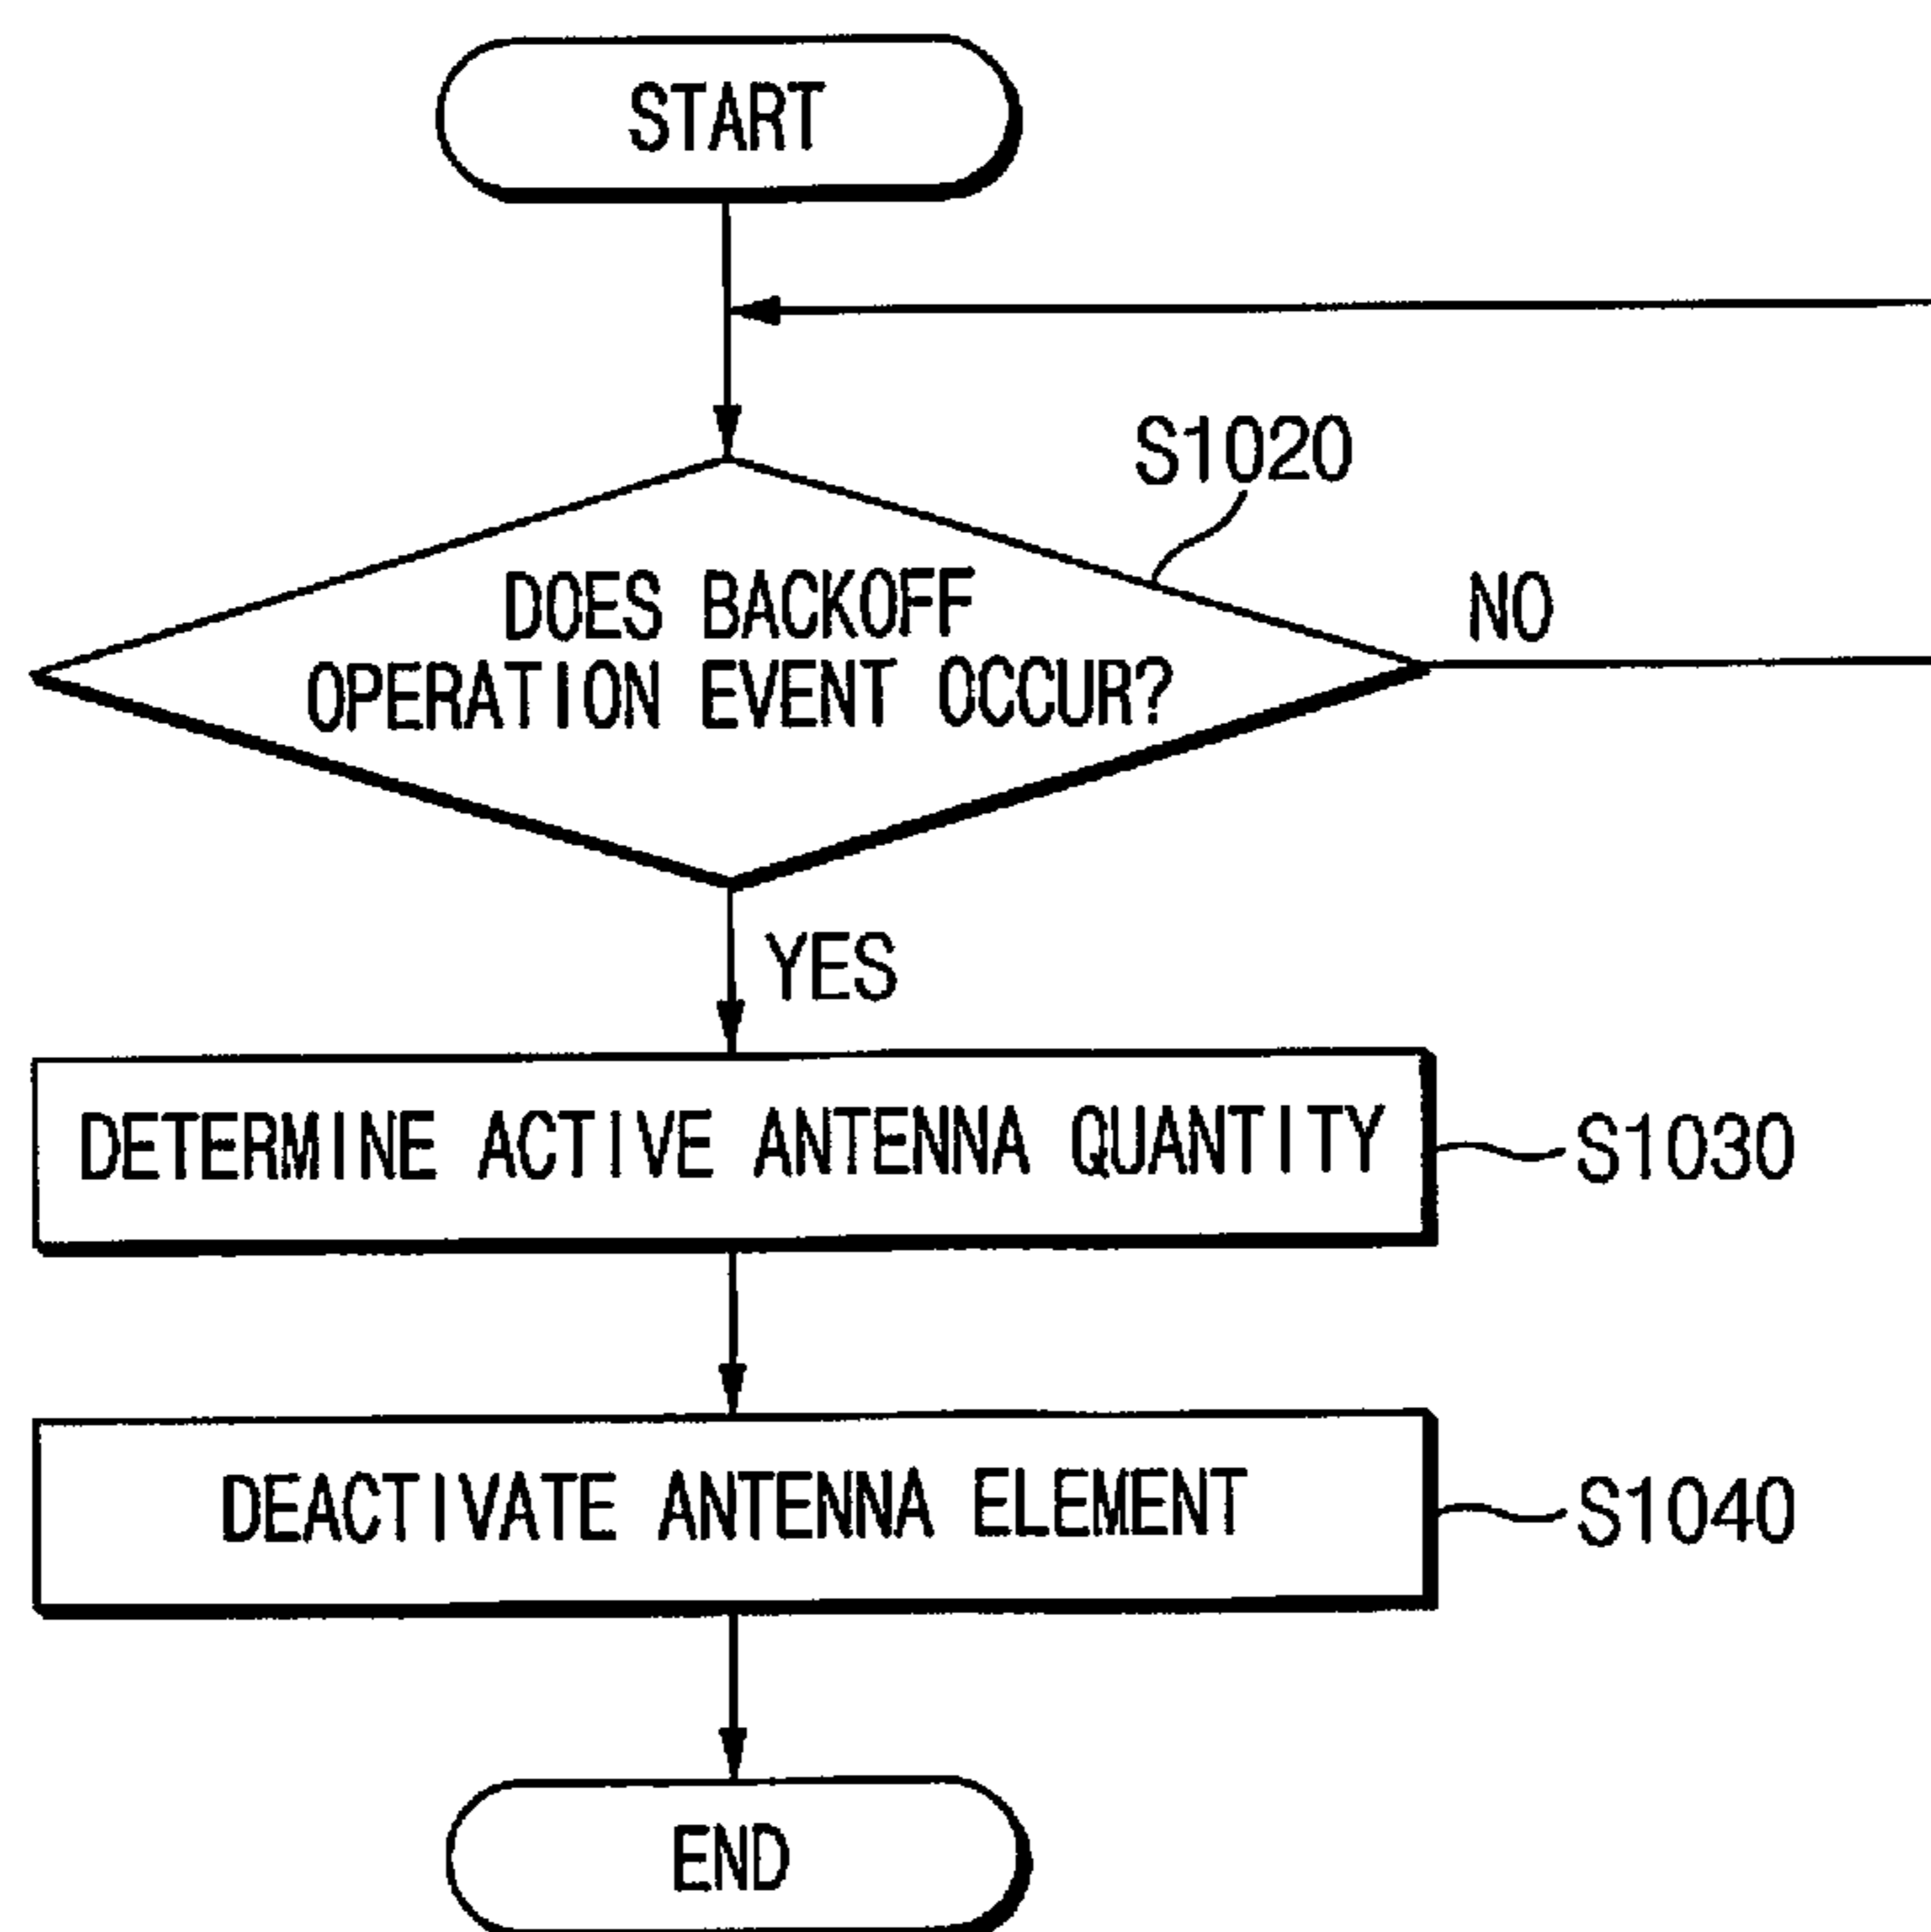 START
S1020
DOES BACKOFF
OPERATION EVENT OCCUR?
NO
YES
DETERMINE ACTIVE ANTENNA QUANTITY
S1030
DEACTIVATE ANTENNA ELEMENT
S1040
END